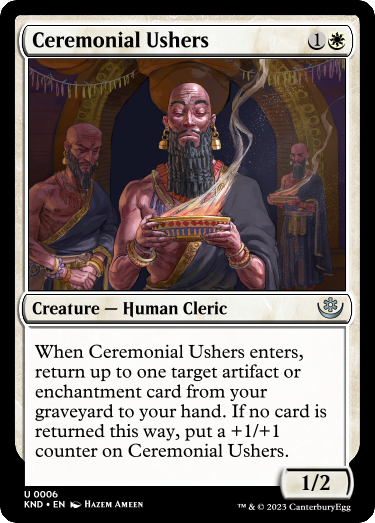 Ceremonial Ushers 1
Creature — Human Cleric
When Ceremonial Ushers enters,
return up to one target artifact or
enchantment card from your
graveyard to your hand. If no card is
returned this way, put a +1/+1
counter on Ceremonial Ushers.
1/2
U 0006
KND • EN HAZEM AMEEN
™ & © 2023 CanterburyEgg